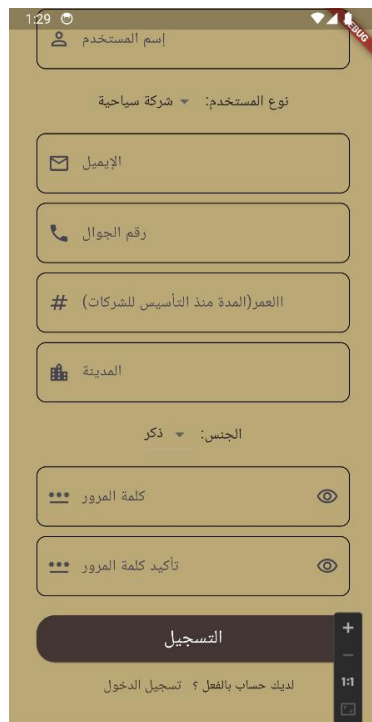 1:29
DEBUG
إسم المستخدم
نوع المستخدم: شركة سياحية
الإيميل
رقم الجوال
االعمر(المدة منذ التأسيس للشركات)
المدينة
الجنس: ذكر
كلمة المرور
تأكيد كلمة المرور
التسجيل
لديك حساب بالفعل ؟ تسجيل الدخول
1:1